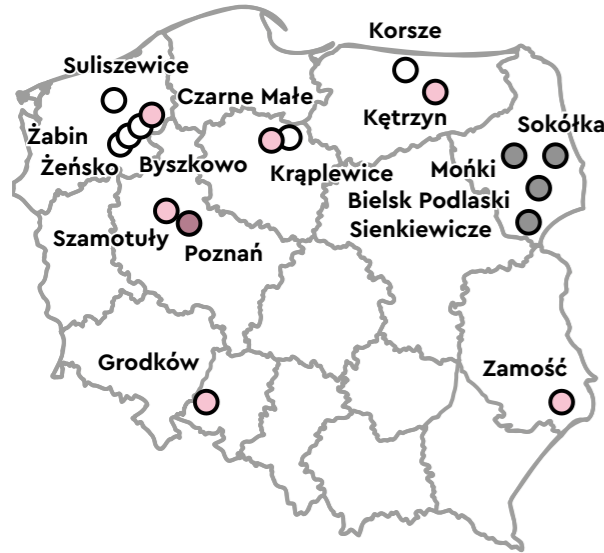 Korsze
Suliszewice
Czarne Małe
Kętrzyn
Sokółka
Żabin
Żeńsko
Byszkowo
Krąplewice
Mońki
Bielsk Podlaski
Sienkiewicze
Szamotuły
Poznań
Grodków
Zamość